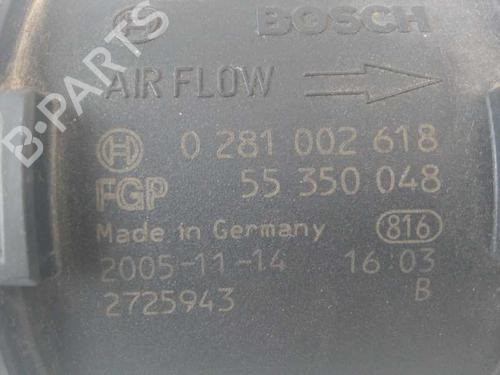 BOSCH
AIR FLOW
0 281 002 618
FGP 55 350 048
Made in Germany 816
2005-11-14 16:03
2725943 B
B-PARTS